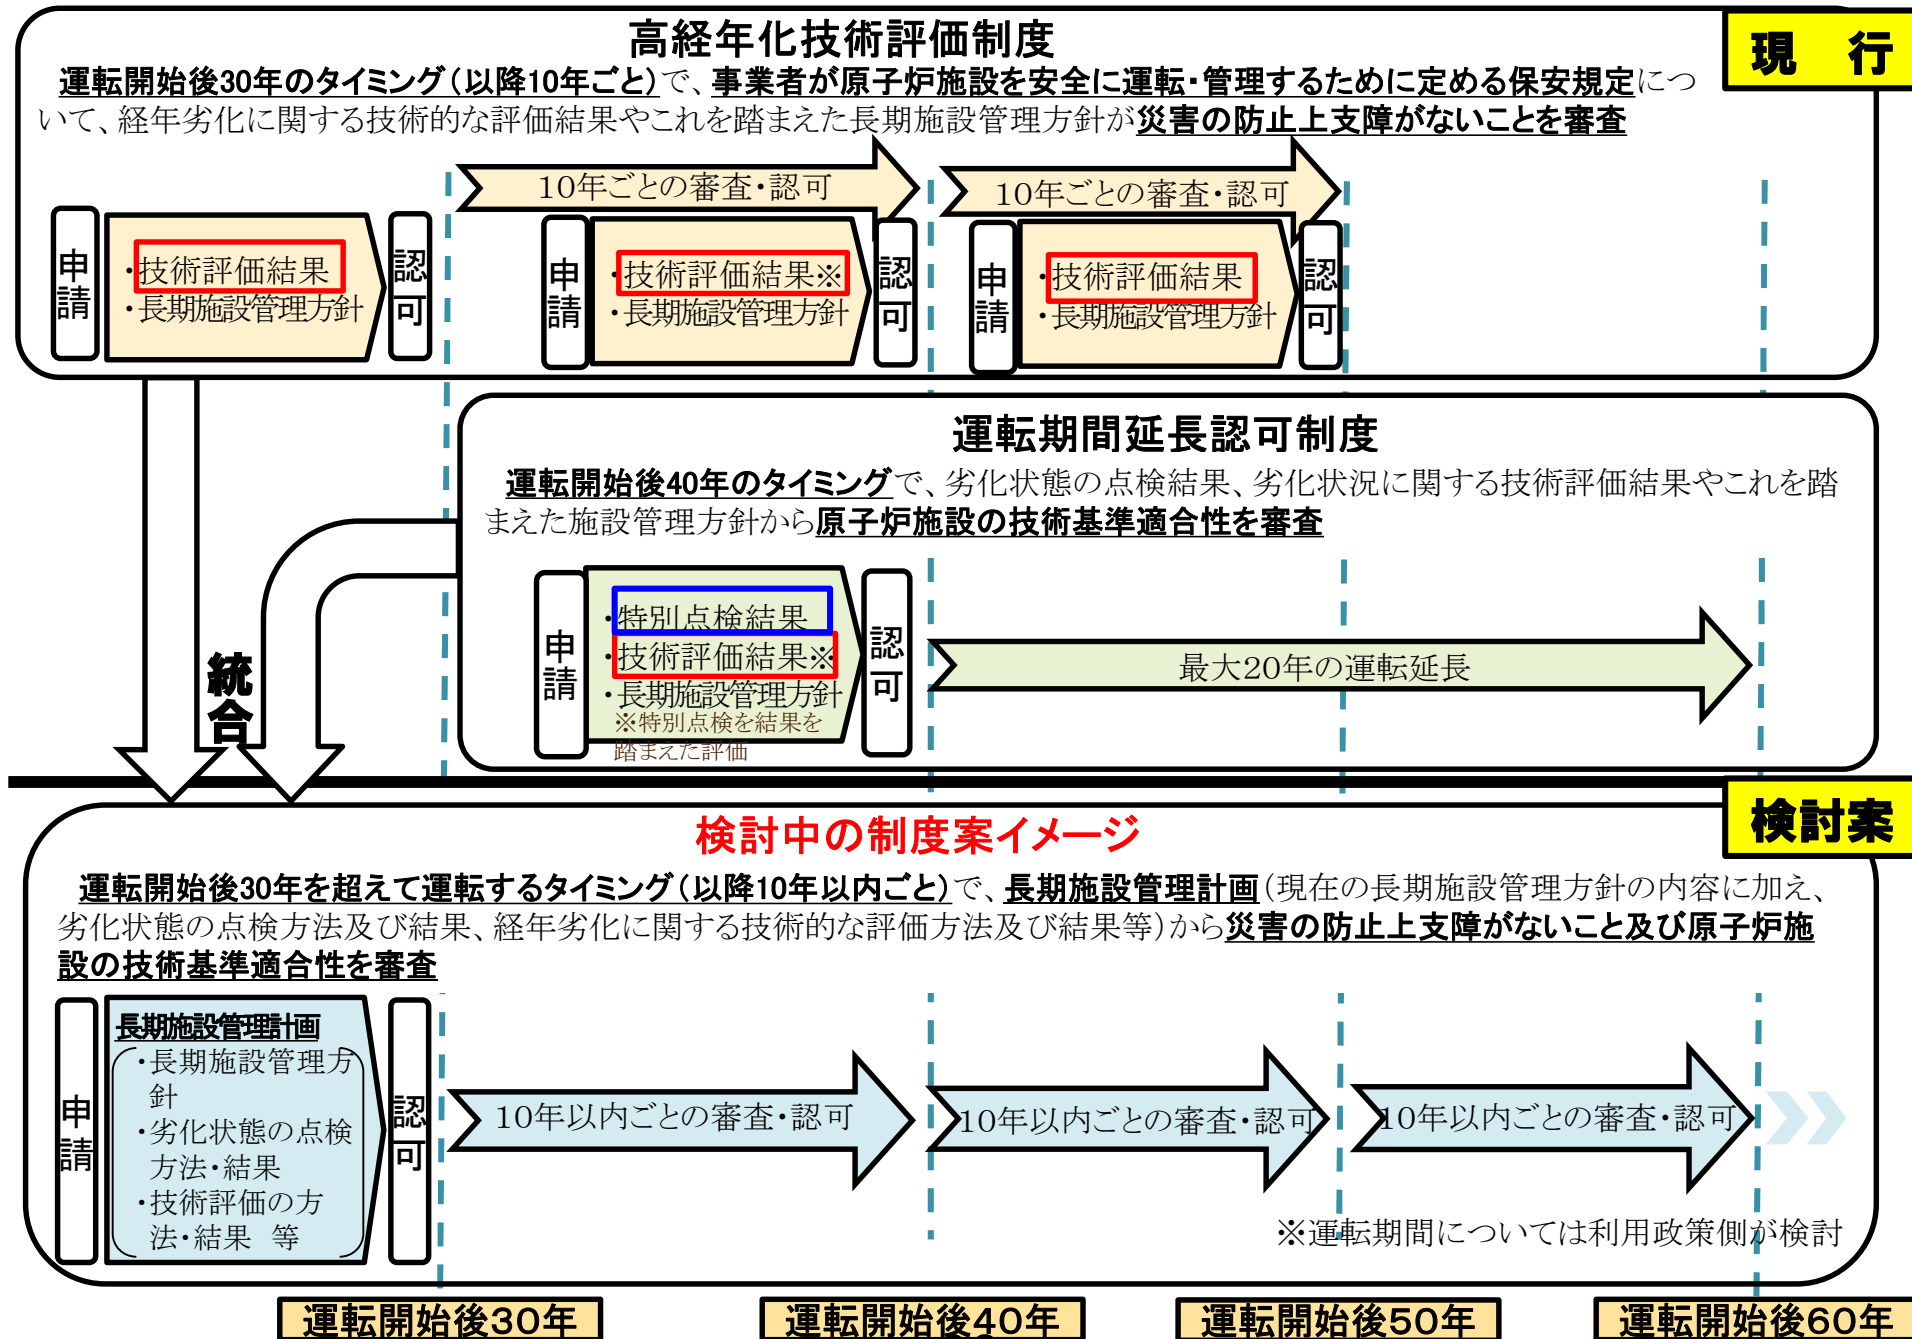 高経年化技術評価制度
現　行
運転開始後30年のタイミング（以降10年ごと）で、事業者が原子炉施設を安全に運転・管理するために定める保安規定につ
いて、経年劣化に関する技術的な評価結果やこれを踏まえた長期施設管理方針が災害の防止上支障がないことを審査
10年ごとの審査・認可
10年ごとの審査・認可
申請
・技術評価結果
・長期施設管理方針
認可
申請
・技術評価結果※
・長期施設管理方針
認可
申請
・技術評価結果
・長期施設管理方針
認可
運転期間延長認可制度
運転開始後40年のタイミングで、劣化状態の点検結果、劣化状況に関する技術評価結果やこれを踏
まえた施設管理方針から原子炉施設の技術基準適合性を審査
申請
・特別点検結果
・技術評価結果※
・長期施設管理方針
※特別点検を結果を
踏まえた評価
認可
最大20年の運転延長
統合
検討案
検討中の制度案イメージ
運転開始後30年を超えて運転するタイミング（以降10年以内ごと）で、長期施設管理計画（現在の長期施設管理方針の内容に加え、
劣化状態の点検方法及び結果、経年劣化に関する技術的な評価方法及び結果等）から災害の防止上支障がないこと及び原子炉施
設の技術基準適合性を審査
申請
長期施設管理計画
・長期施設管理方
針
・劣化状態の点検
方法・結果
・技術評価の方
法・結果　等
認可
10年以内ごとの審査・認可
10年以内ごとの審査・認可
10年以内ごとの審査・認可
※運転期間については利用政策側が検討
運転開始後30年
運転開始後40年
運転開始後50年
運転開始後60年